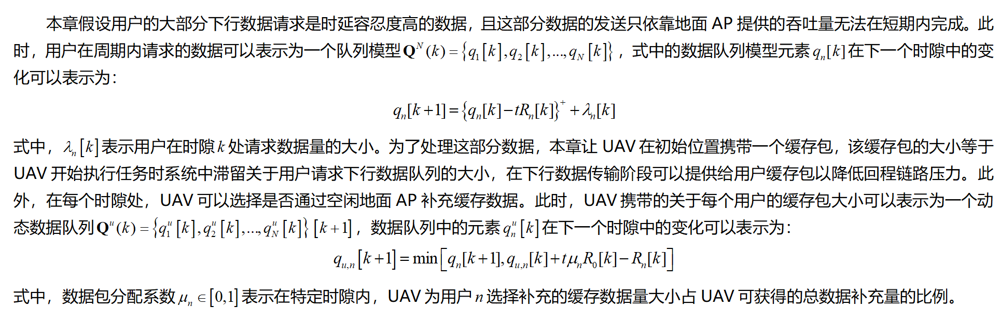 本章假设用户的大部分下行数据请求是时延容忍度高的数据，且这部分数据的发送只依靠地面 AP 提供的吞吐量无法在短期内完成。此
时，用户在周期内请求的数据可以表示为一个队列模型 $\mathbf{Q}^{N}(k)=\{q_1[k],q_2[k],...,q_N[k]\}$，式中的数据队列模型元素 $q_n[k]$ 在下一个时隙中的变
化可以表示为：
$q_n[k+1]=\{q_n[k]-tR_n[k]\}^{+}+\lambda_n[k]$
式中，$\lambda_n[k]$ 表示用户在时隙 $k$ 处请求数据量的大小。为了处理这部分数据，本章让 UAV 在初始位置携带一个缓存包，该缓存包的大小等于
UAV 开始执行任务时系统中滞留关于用户请求下行数据队列的大小，在下行数据传输阶段可以提供给用户缓存包以降低回程链路压力。此
外，在每个时隙处，UAV 可以选择是否通过空闲地面 AP 补充缓存数据。此时，UAV 携带的关于每个用户的缓存包大小可以表示为一个动
态数据队列 $\mathbf{Q}^{u}(k)=\{q_1^u[k],q_2^u[k],...,q_N^u[k]\}[k+1]$，数据队列中的元素 $q_n^u[k]$ 在下一个时隙中的变化可以表示为：
$q_{u,n}[k+1]=\min[q_n[k+1],q_{u,n}[k]+t\mu_nR_0[k]-R_n[k]]$
式中，数据包分配系数 $\mu_n\in[0,1]$ 表示在特定时隙内，UAV 为用户 $n$ 选择补充的缓存数据量大小占 UAV 可获得的总数据补充量的比例。